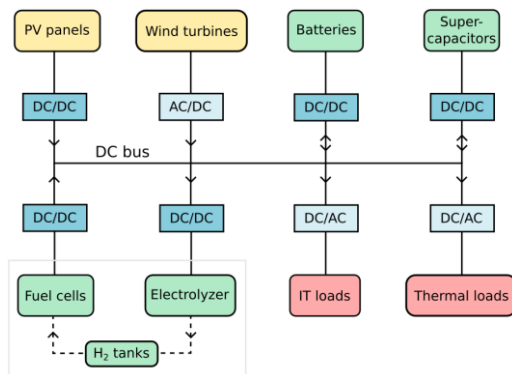 PV panels
Wind turbines
Batteries
Super-
capacitors
DC/DC
AC/DC
DC/DC
DC/DC
DC bus
DC/DC
DC/DC
DC/AC
DC/AC
Fuel cells
Electrolyzer
IT loads
Thermal loads
H₂ tanks